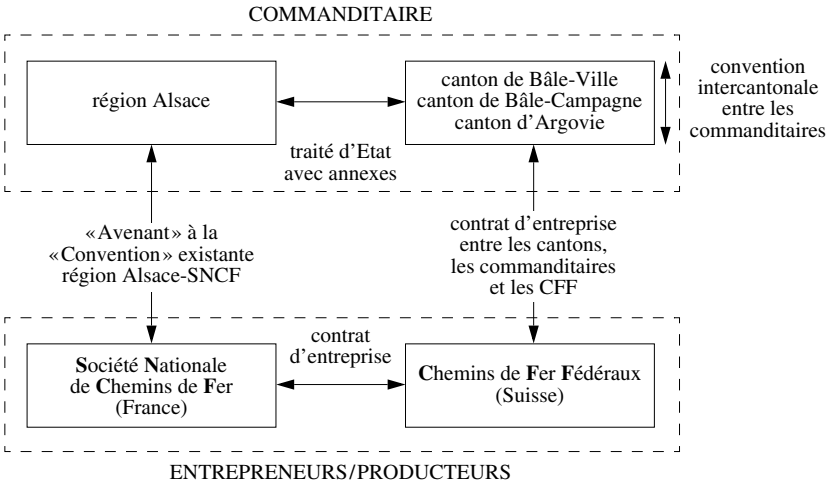 COMMANDITAIRE
région Alsace
canton de Bâle-Ville
canton de Bâle-Campagne
canton d'Argovie
convention
intercantonale
entre les
commanditaires
traité d'Etat
avec annexes
«Avenant» à la
«Convention» existante
région Alsace-SNCF
contrat d'entreprise
entre les cantons,
les commanditaires
et les CFF
Société Nationale
de Chemins de Fer
(France)
contrat
d'entreprise
Chemins de Fer Fédéraux
(Suisse)
ENTREPRENEURS/PRODUCTEURS